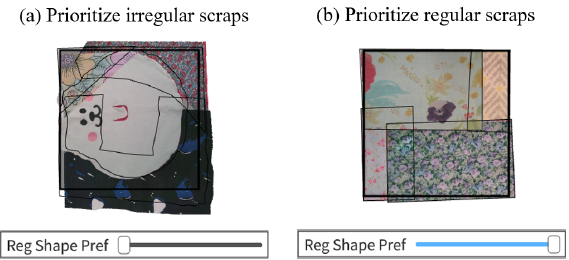 (a) Prioritize irregular scraps
(b) Prioritize regular scraps
Reg Shape Pref
Reg Shape Pref